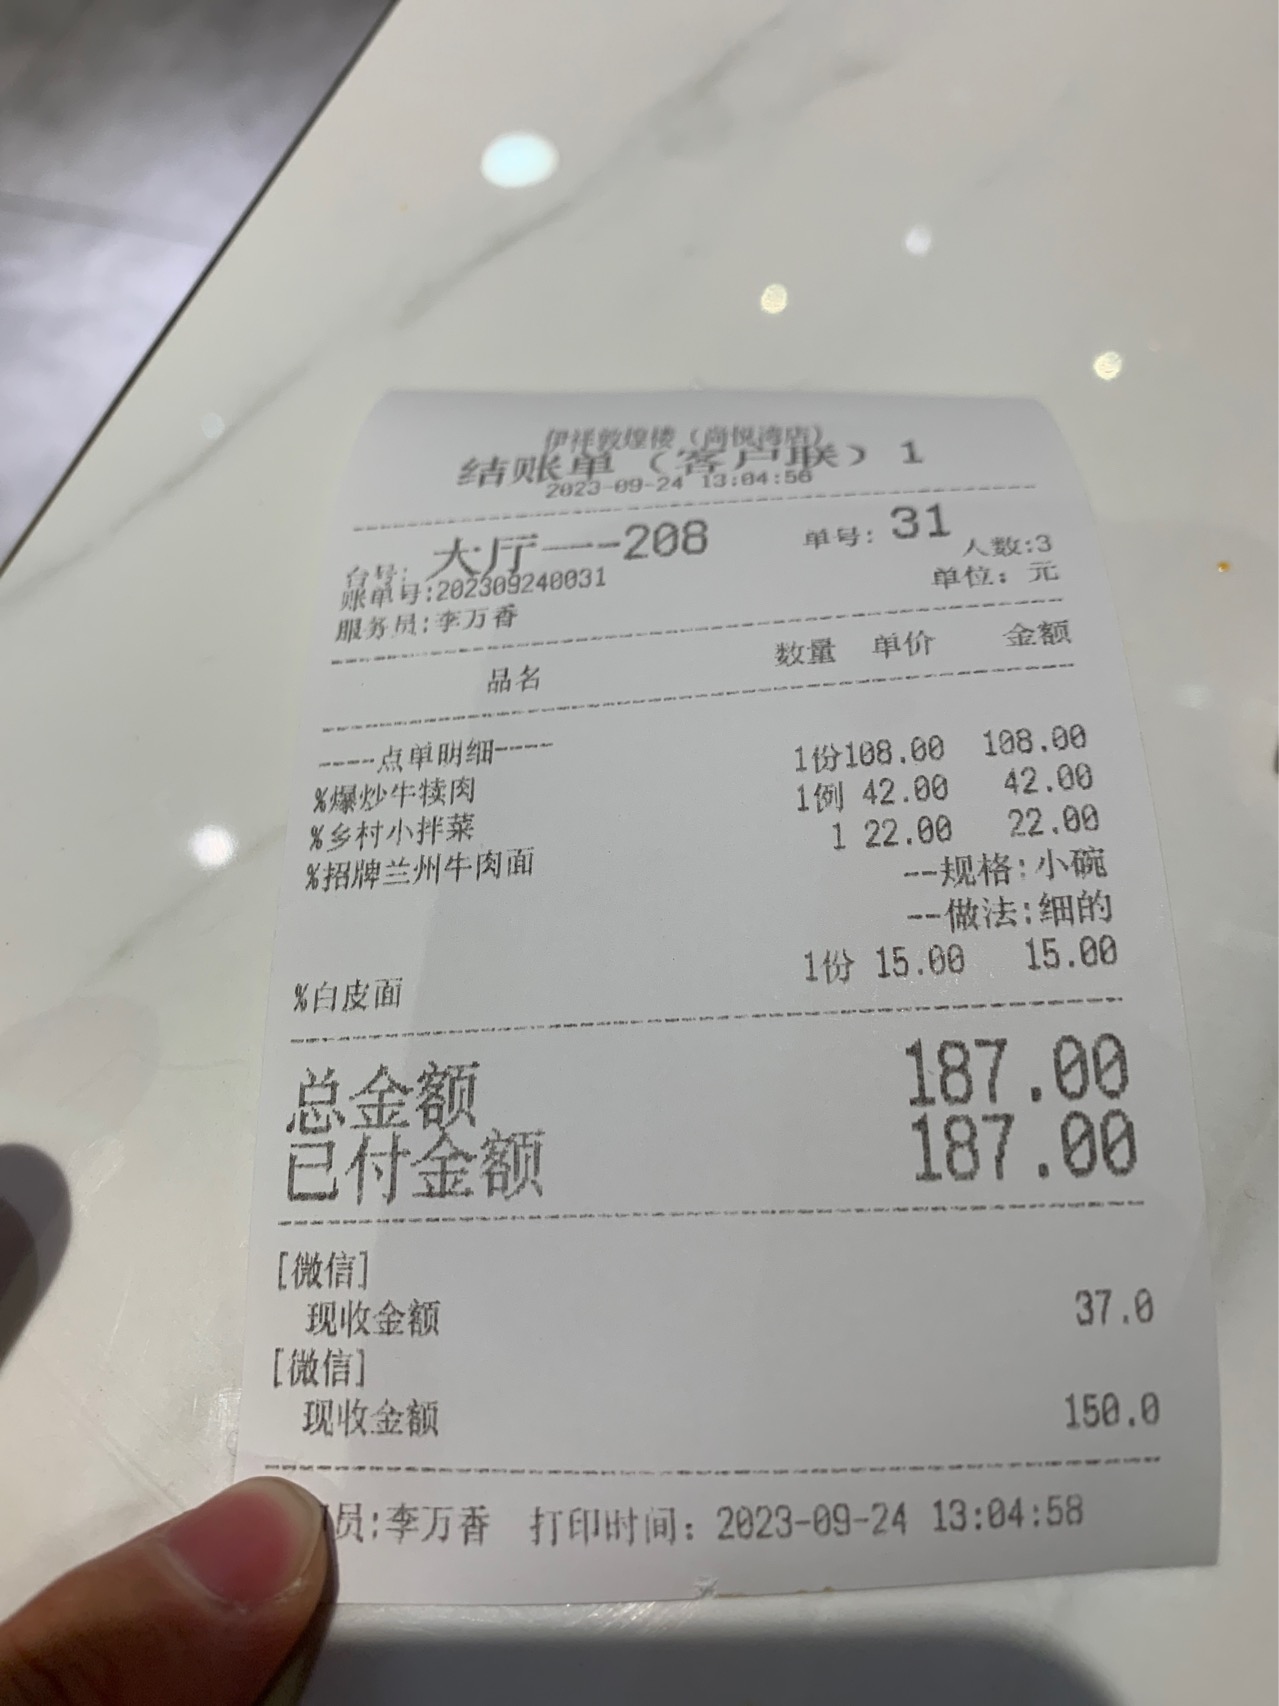 伊祥敦煌楼（尚悦湾店）
结账单（客户联）1
2023-09-24 13:04:56
台号: 大厅一--208 单号: 31
账单号:202309240031 人数:3
服务员:李万香 单位: 元
品名 数量 单价 金额
----点单明细----
%爆炒牛犊肉 1份108.00 108.00
%乡村小拌菜 1例 42.00 42.00
%招牌兰州牛肉面 1 22.00 22.00
--规格:小碗
--做法:细的
%白皮面 1份 15.00 15.00
总金额 187.00
已付金额 187.00
[微信]
现收金额 37.0
[微信]
现收金额 150.0
员:李万香 打印时间: 2023-09-24 13:04:58